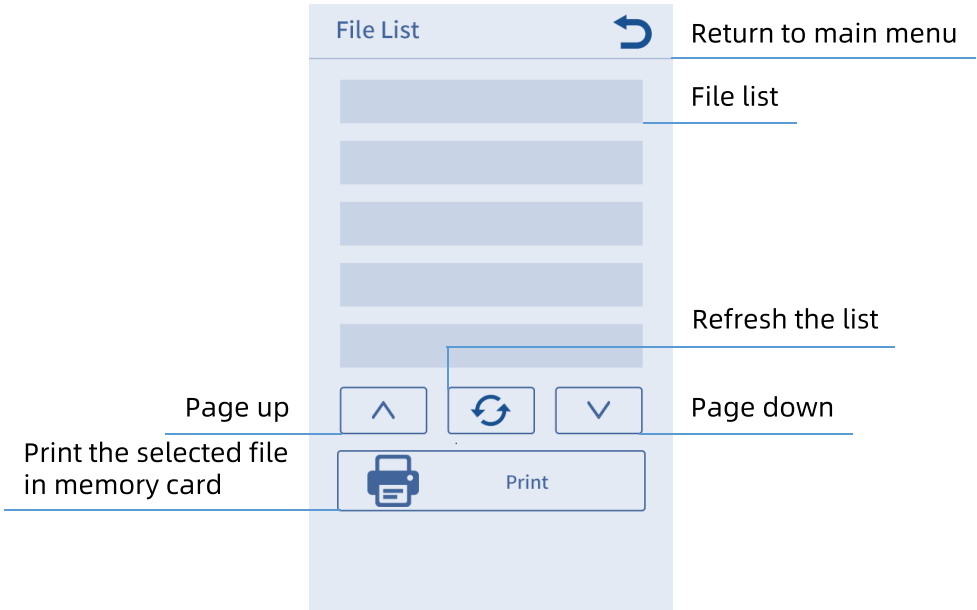 File List
Return to main menu
File list
Refresh the list
Page up
Page down
Print the selected file
in memory card
Print